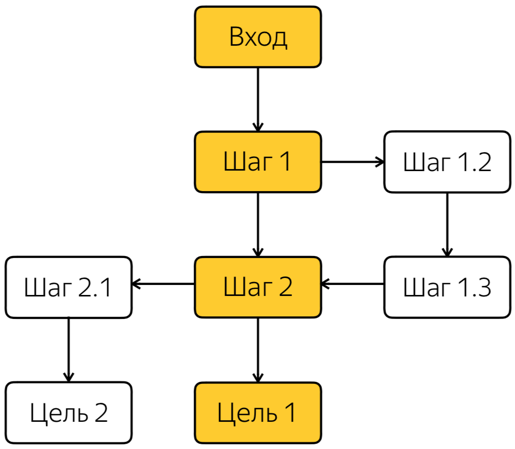 Вход
Шаг 1
Шаг 1.2
Шаг 2.1
Шаг 2
Шаг 1.3
Цель 2
Цель 1